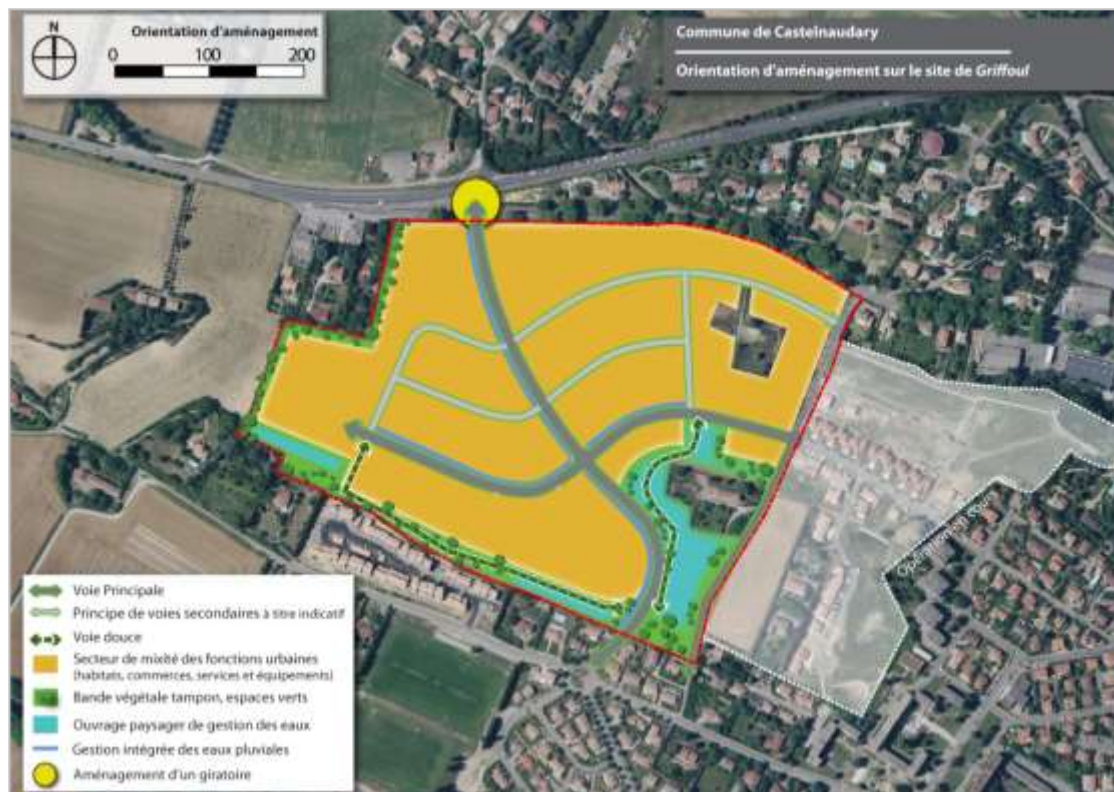 N
Orientation d'aménagement
0 100 200
Commune de Castelnaudary
Orientation d'aménagement sur le site de Griffoul
Opération en
Voie Principale
Principe de voies secondaires à titre indicatif
Voie douce
Secteur de mixité des fonctions urbaines
(habitats, commerces, services et équipements)
Bande végétale tampon, espaces verts
Ouvrage paysager de gestion des eaux
Gestion intégrée des eaux pluviales
Aménagement d'un giratoire